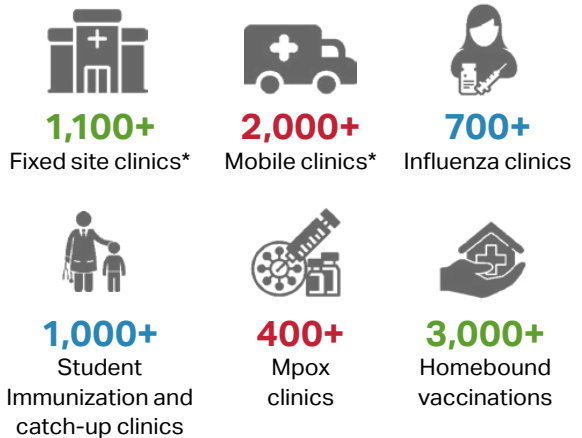 1,100+
Fixed site clinics*
2,000+
Mobile clinics*
700+
Influenza clinics
1,000+
Student
Immunization and
catch-up clinics
400+
Mpox
clinics
3,000+
Homebound
vaccinations